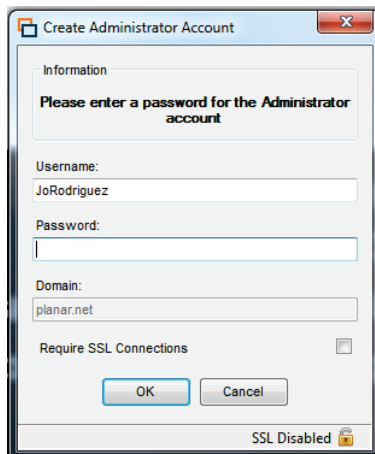 Create Administrator Account
Information
Please enter a password for the Administrator
account
Username:
JoRodriguez
Password:
Domain:
planar.net
Require SSL Connections
OK Cancel
SSL Disabled